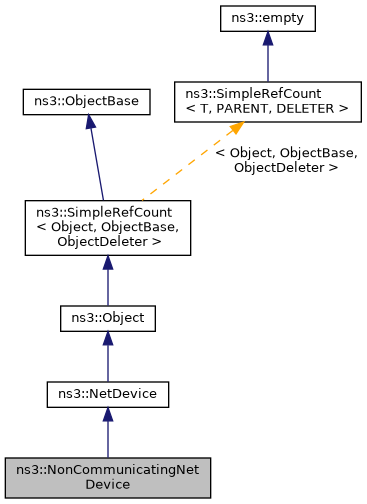 ns3::empty
ns3::ObjectBase
ns3::SimpleRefCount
< T, PARENT, DELETER >
< Object, ObjectBase,
ObjectDeleter >
ns3::SimpleRefCount
< Object, ObjectBase,
ObjectDeleter >
ns3::Object
ns3::NetDevice
ns3::NonCommunicatingNet
Device